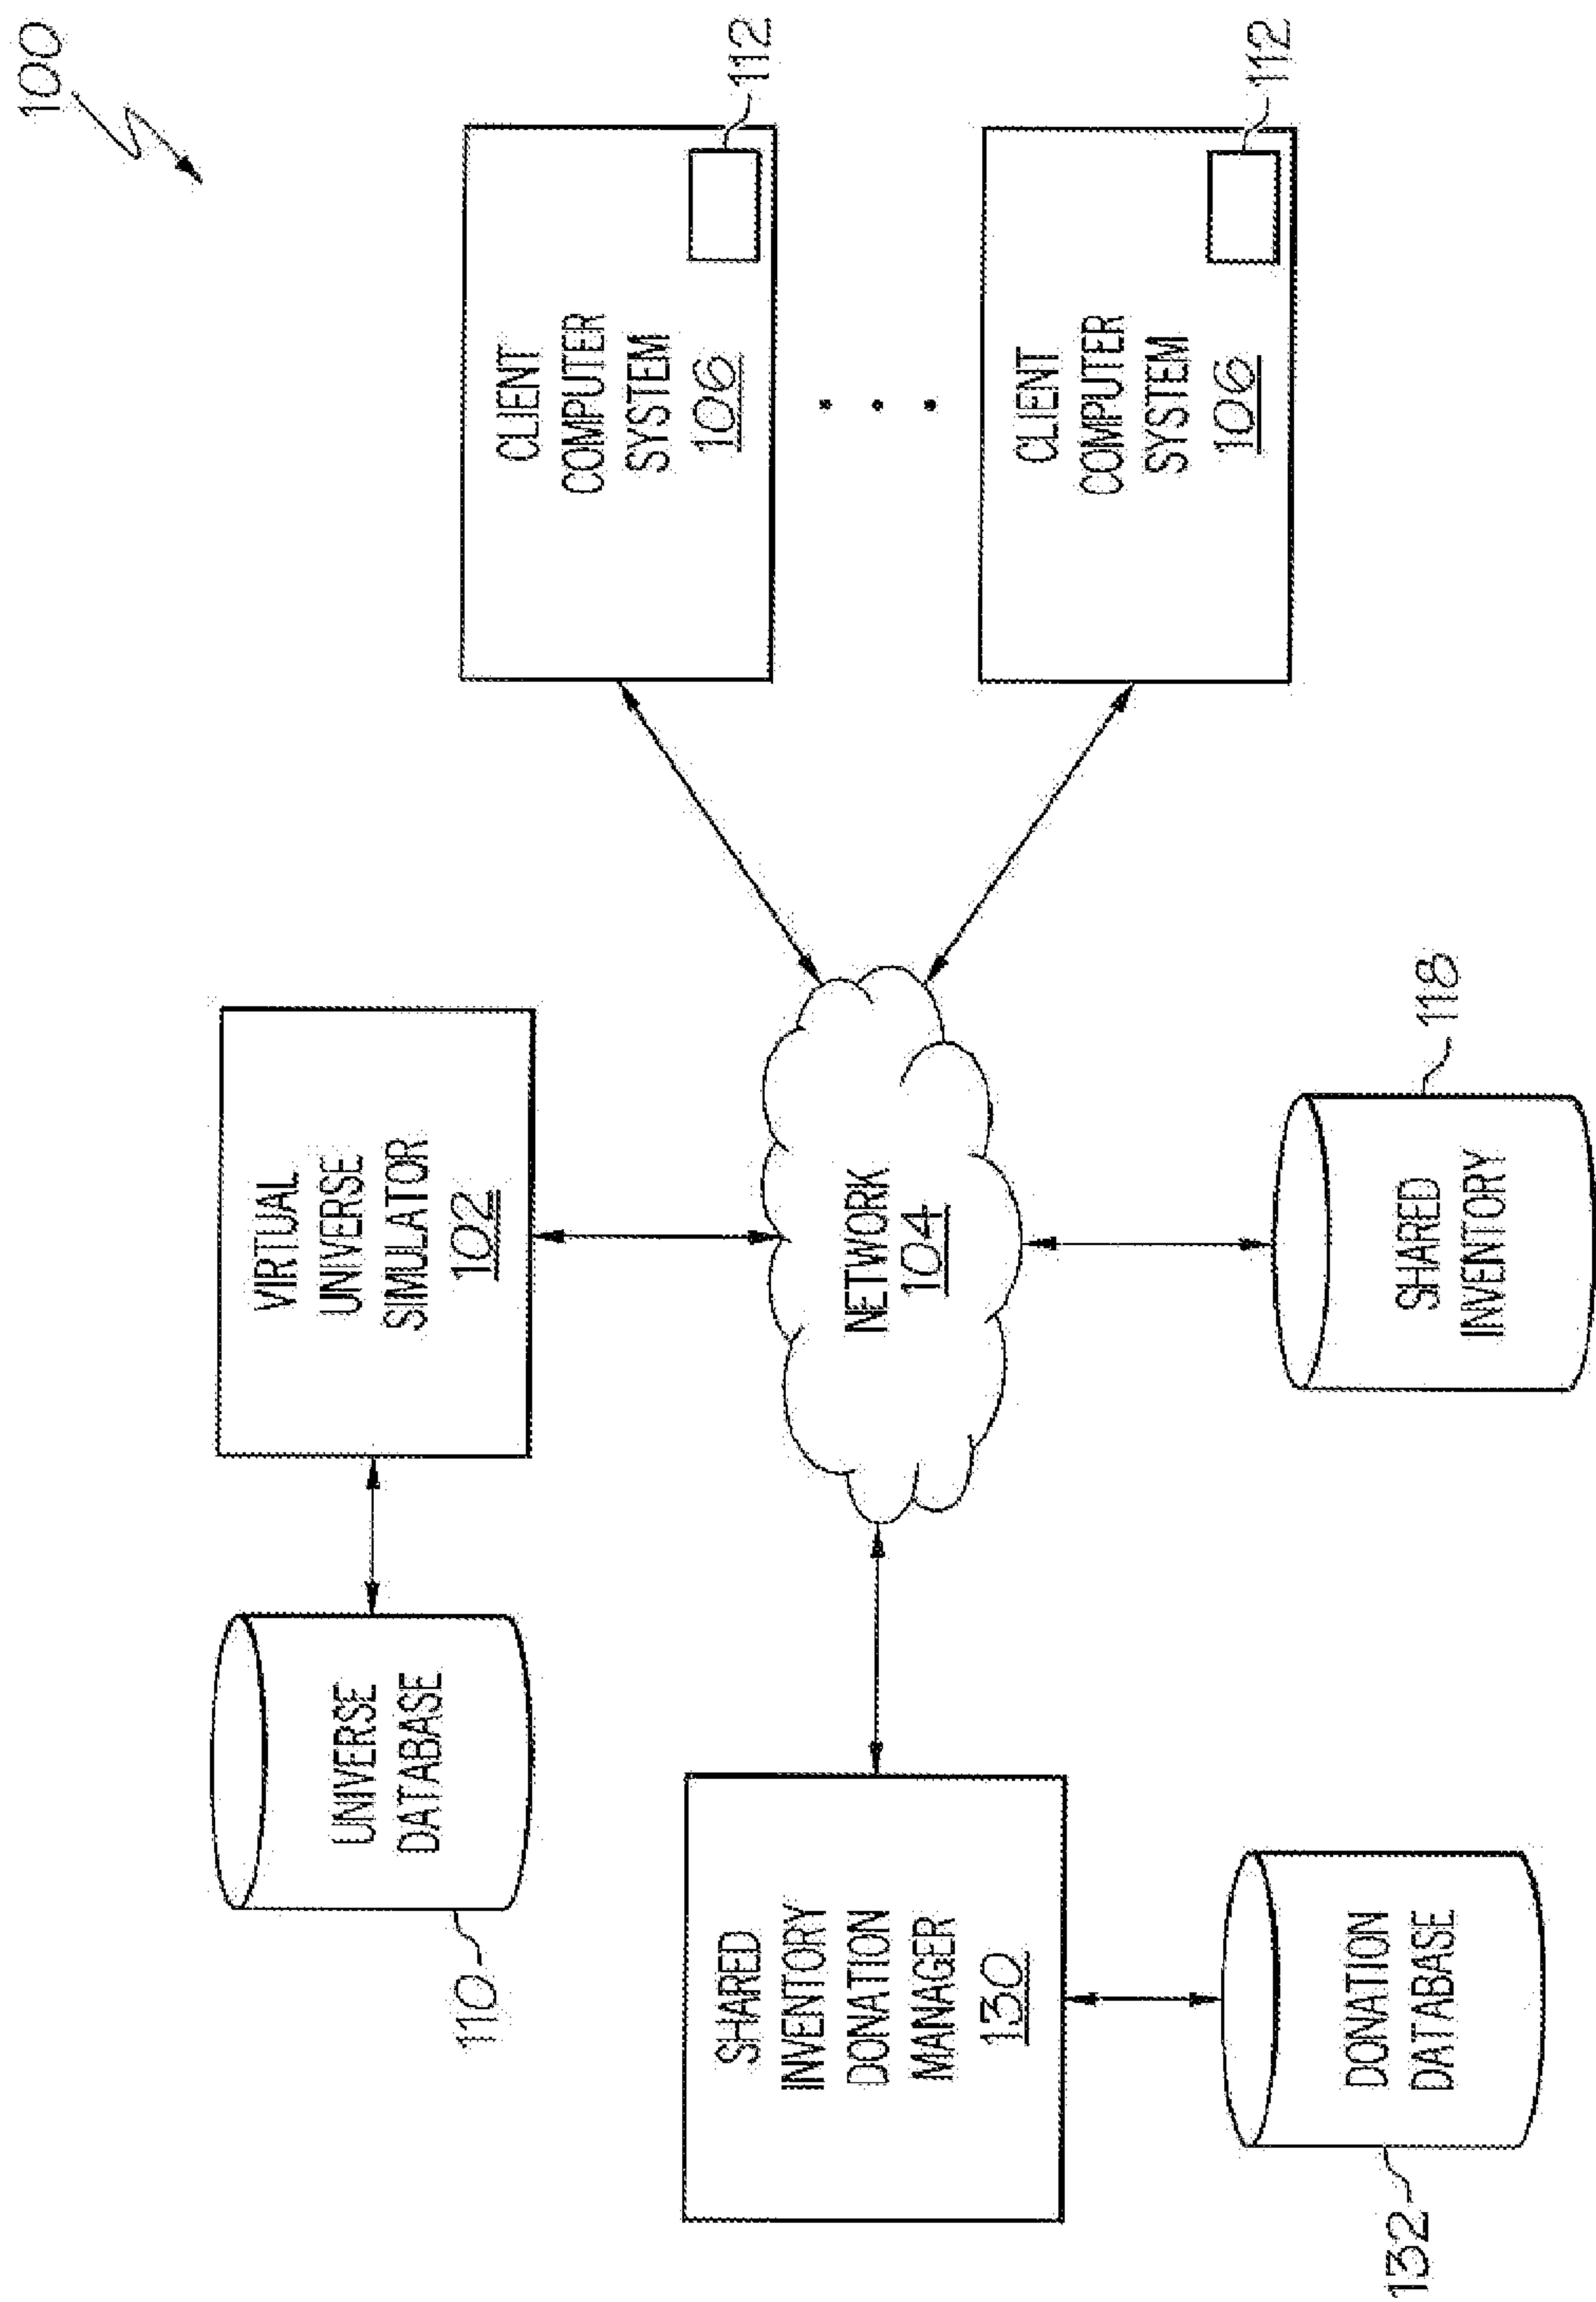 100
UNIVERSE
DATABASE
110
VIRTUAL
UNIVERSE
SIMULATOR
102
CLIENT
COMPUTER
SYSTEM
106
112
SHARED
INVENTORY
DONATION
MANAGER
130
NETWORK
104
CLIENT
COMPUTER
SYSTEM
106
112
DONATION
DATABASE
132
SHARED
INVENTORY
118